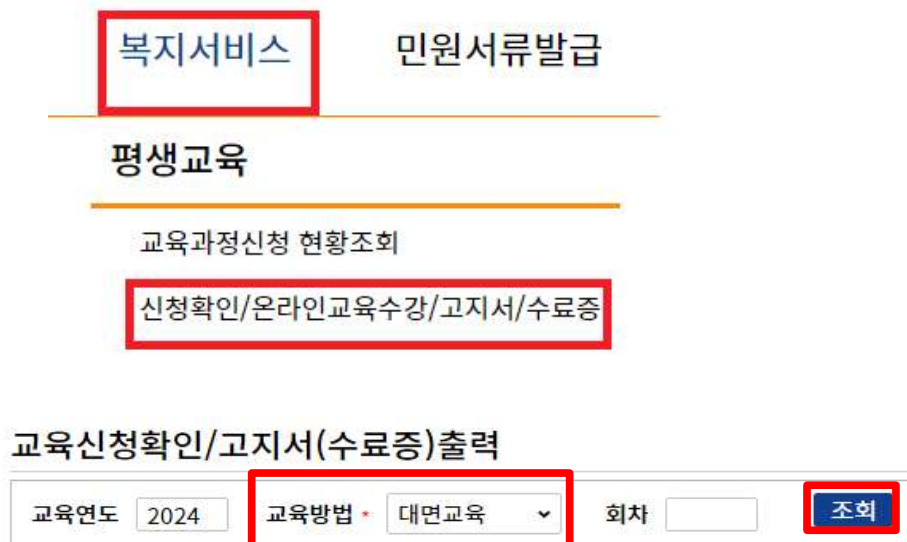 복지서비스 민원서류발급
평생교육
교육과정신청 현황조회
신청확인/온라인교육수강/고지서/수료증
교육신청확인/고지서(수료증)출력
교육연도 2024 교육방법 * 대면교육 회차 조회